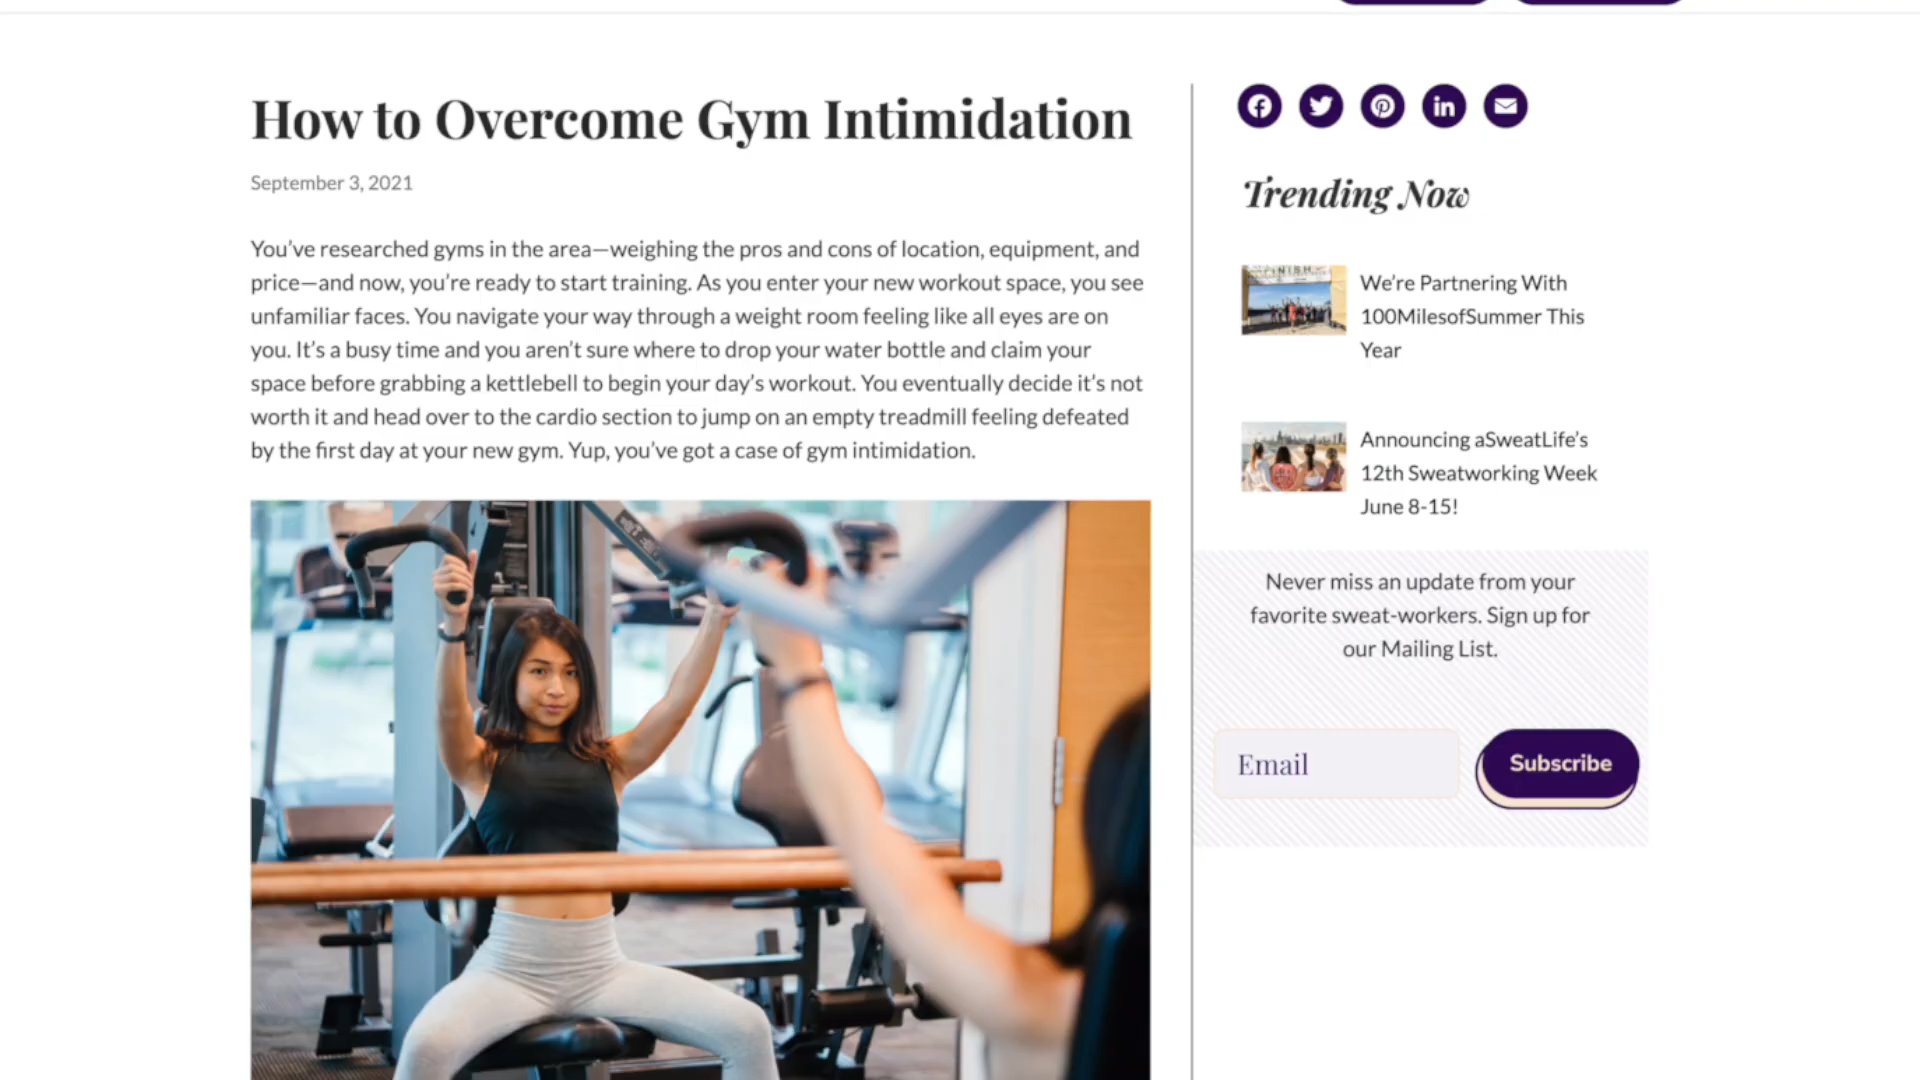 How to Overcome Gym Intimidation
September 3, 2021
You’ve researched gyms in the area—weighing the pros and cons of location, equipment, and
price—and now, you’re ready to start training. As you enter your new workout space, you see
unfamiliar faces. You navigate your way through a weight room feeling like all eyes are on
you. It’s a busy time and you aren’t sure where to drop your water bottle and claim your
space before grabbing a kettlebell to begin your day’s workout. You eventually decide it’s not
worth it and head over to the cardio section to jump on an empty treadmill feeling defeated
by the first day at your new gym. Yup, you’ve got a case of gym intimidation.
Trending Now
We’re Partnering With
100MilesofSummer This
Year
Announcing aSweatLife’s
12th Sweatworking Week
June 8-15!
Never miss an update from your
favorite sweat-workers. Sign up for
our Mailing List.
Email
Subscribe